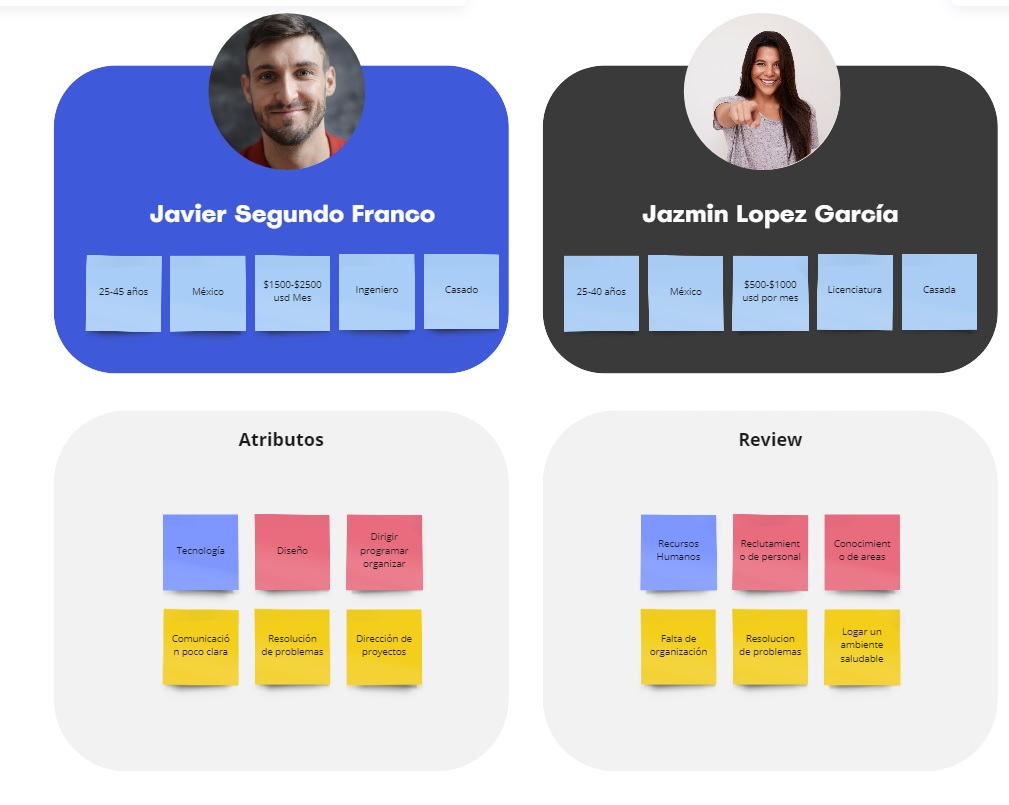 Javier Segundo Franco
25-45 años
México
$1500-$2500
usd Mes
Ingeniero
Casado
Jazmin Lopez García
25-40 años
México
$500-$1000
usd por mes
Licenciatura
Casada
Atributos
Tecnología
Diseño
Dirigir
programar
organizar
Comunicació
n poco clara
Resolución
de problemas
Dirección de
proyectos
Review
Recursos
Humanos
Reclutamient
o de personal
Conocimient
o de areas
Falta de
organización
Resolucion
de problemas
Logar un
ambiente
saludable